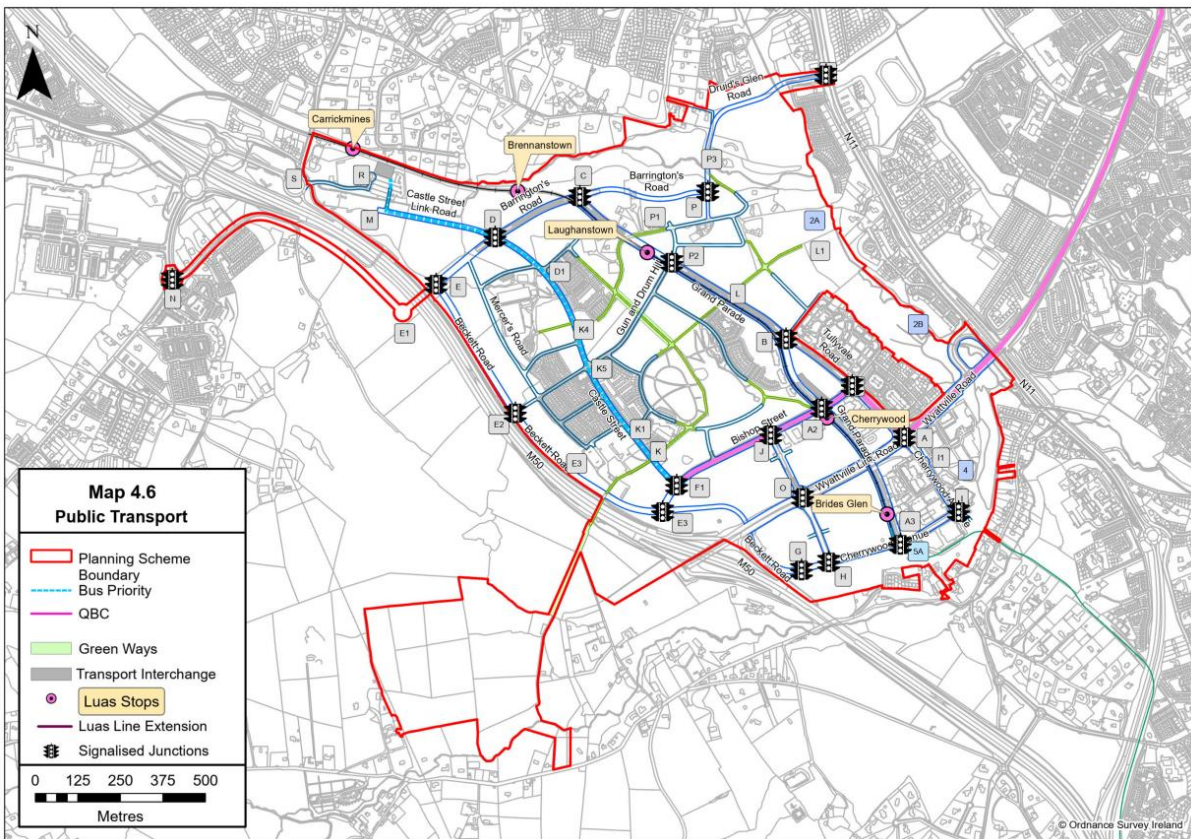 N
Druid's Glen
Road
Carrickmines
Brennanstown
N11
P3
S
R
C
Barrington's
Road
Castle Street
Link Road
Barrington's
Road
P
M
D
P1
2A
Laughanstown
L1
P2
N
E
D1
Gun and Drum Hill
Grand Parade
L
Mercer's Road
E1
K4
B
Tullyvale
Road
2B
Beckett Road
K5
N11
Castle Street
Wyattville Road
E2
Bishop Street
A2
Grand Parade
Cherrywood
A
Beckett Road
K1
K
J
I1
M50
E3
Wyattville Link Road
4
F1
O
Brides Glen
I
E3
A3
Beckett Road
G
Cherrywood Avenue
5A
H
M50
Map 4.6
Public Transport
Planning Scheme
Boundary
Bus Priority
QBC
Green Ways
Transport Interchange
Luas Stops
Luas Line Extension
Signalised Junctions
0 125 250 375 500
Metres
© Ordnance Survey Ireland